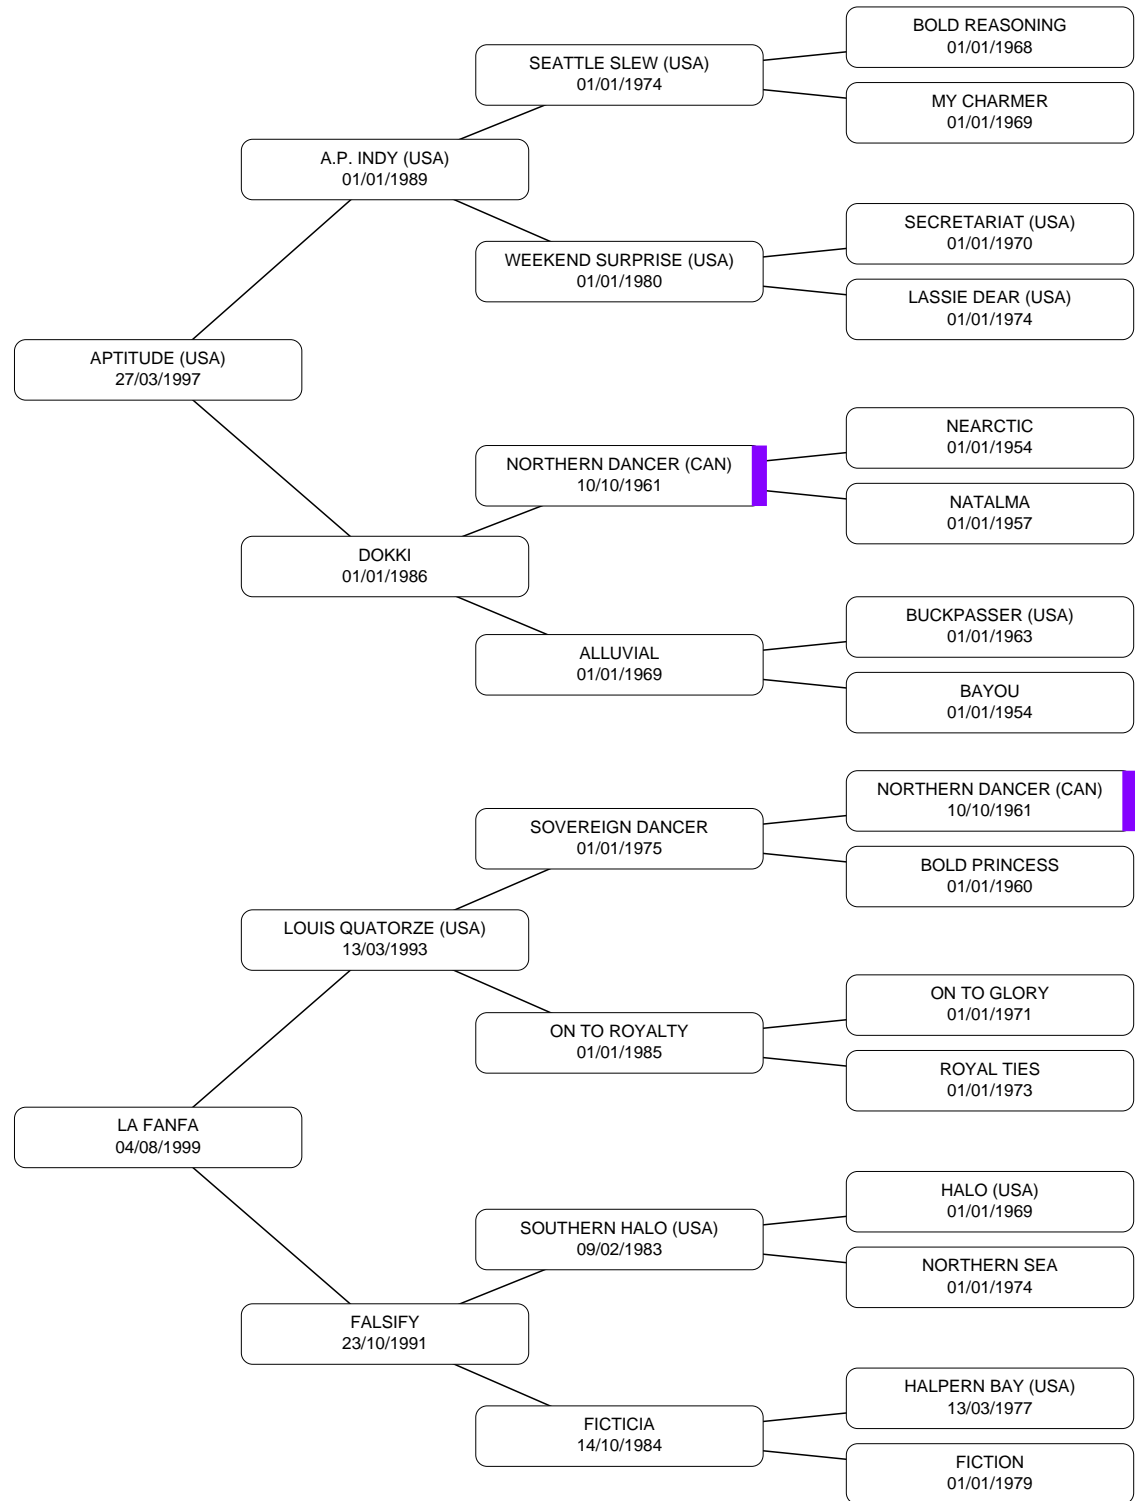 BOLD REASONING
01/01/1968
SEATTLE SLEW (USA)
01/01/1974
MY CHARMER
01/01/1969
A.P. INDY (USA)
01/01/1989
SECRETARIAT (USA)
01/01/1970
WEEKEND SURPRISE (USA)
01/01/1980
LASSIE DEAR (USA)
01/01/1974
APTITUDE (USA)
27/03/1997
NEARCTIC
01/01/1954
NORTHERN DANCER (CAN)
10/10/1961
NATALMA
01/01/1957
DOKKI
01/01/1986
BUCKPASSER (USA)
01/01/1963
ALLUVIAL
01/01/1969
BAYOU
01/01/1954
NORTHERN DANCER (CAN)
10/10/1961
SOVEREIGN DANCER
01/01/1975
BOLD PRINCESS
01/01/1960
LOUIS QUATORZE (USA)
13/03/1993
ON TO GLORY
01/01/1971
ON TO ROYALTY
01/01/1985
ROYAL TIES
01/01/1973
LA FANFA
04/08/1999
HALO (USA)
01/01/1969
SOUTHERN HALO (USA)
09/02/1983
NORTHERN SEA
01/01/1974
FALSIFY
23/10/1991
HALPERN BAY (USA)
13/03/1977
FICTICIA
14/10/1984
FICTION
01/01/1979